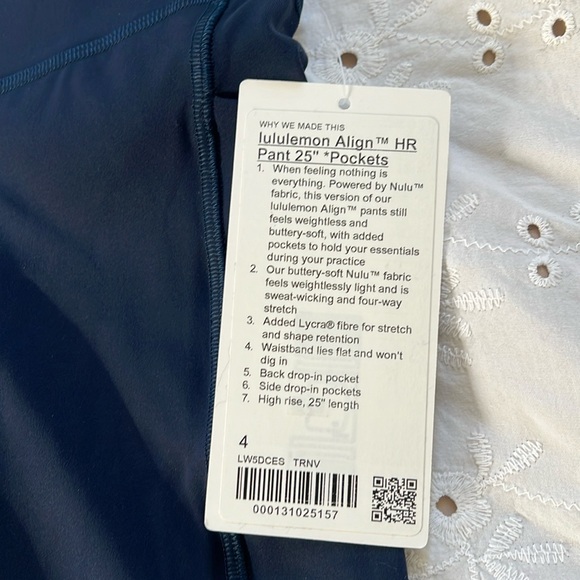 WHY WE MADE THIS
lululemon Align™ HR
Pant 25" *Pockets
1. When feeling nothing is
everything. Powered by Nulu™
fabric, this version of our
lululemon Align™ pants still
feels weightless and
buttery-soft, with added
pockets to hold your essentials
during your practice
2. Our buttery-soft Nulu™ fabric
feels weightlessly light and is
sweat-wicking and four-way
stretch
3. Added Lycra® fibre for stretch
and shape retention
4. Waistband lies flat and won't
dig in
5. Back drop-in pocket
6. Side drop-in pockets
7. High rise, 25" length
4
LW5DCES TRNV
000131025157